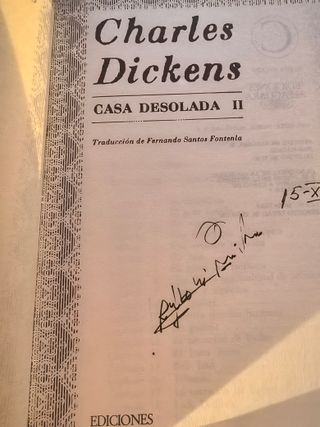 Charles
Dickens
CASA DESOLADA II
Traducción de Fernando Santos Fontenla
15-X
EDICIONES